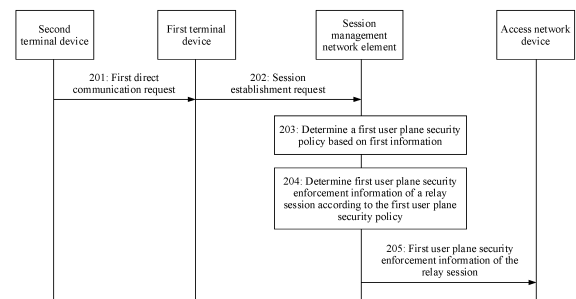 Second
terminal device
First terminal
device
Session
management
network element
Access network
device
201: First direct
communication request
202: Session
establishment request
203: Determine a first user plane security
policy based on first information
204: Determine first user plane security
enforcement information of a relay
session according to the first user plane
security policy
205: First user plane security
enforcement information of the
relay session